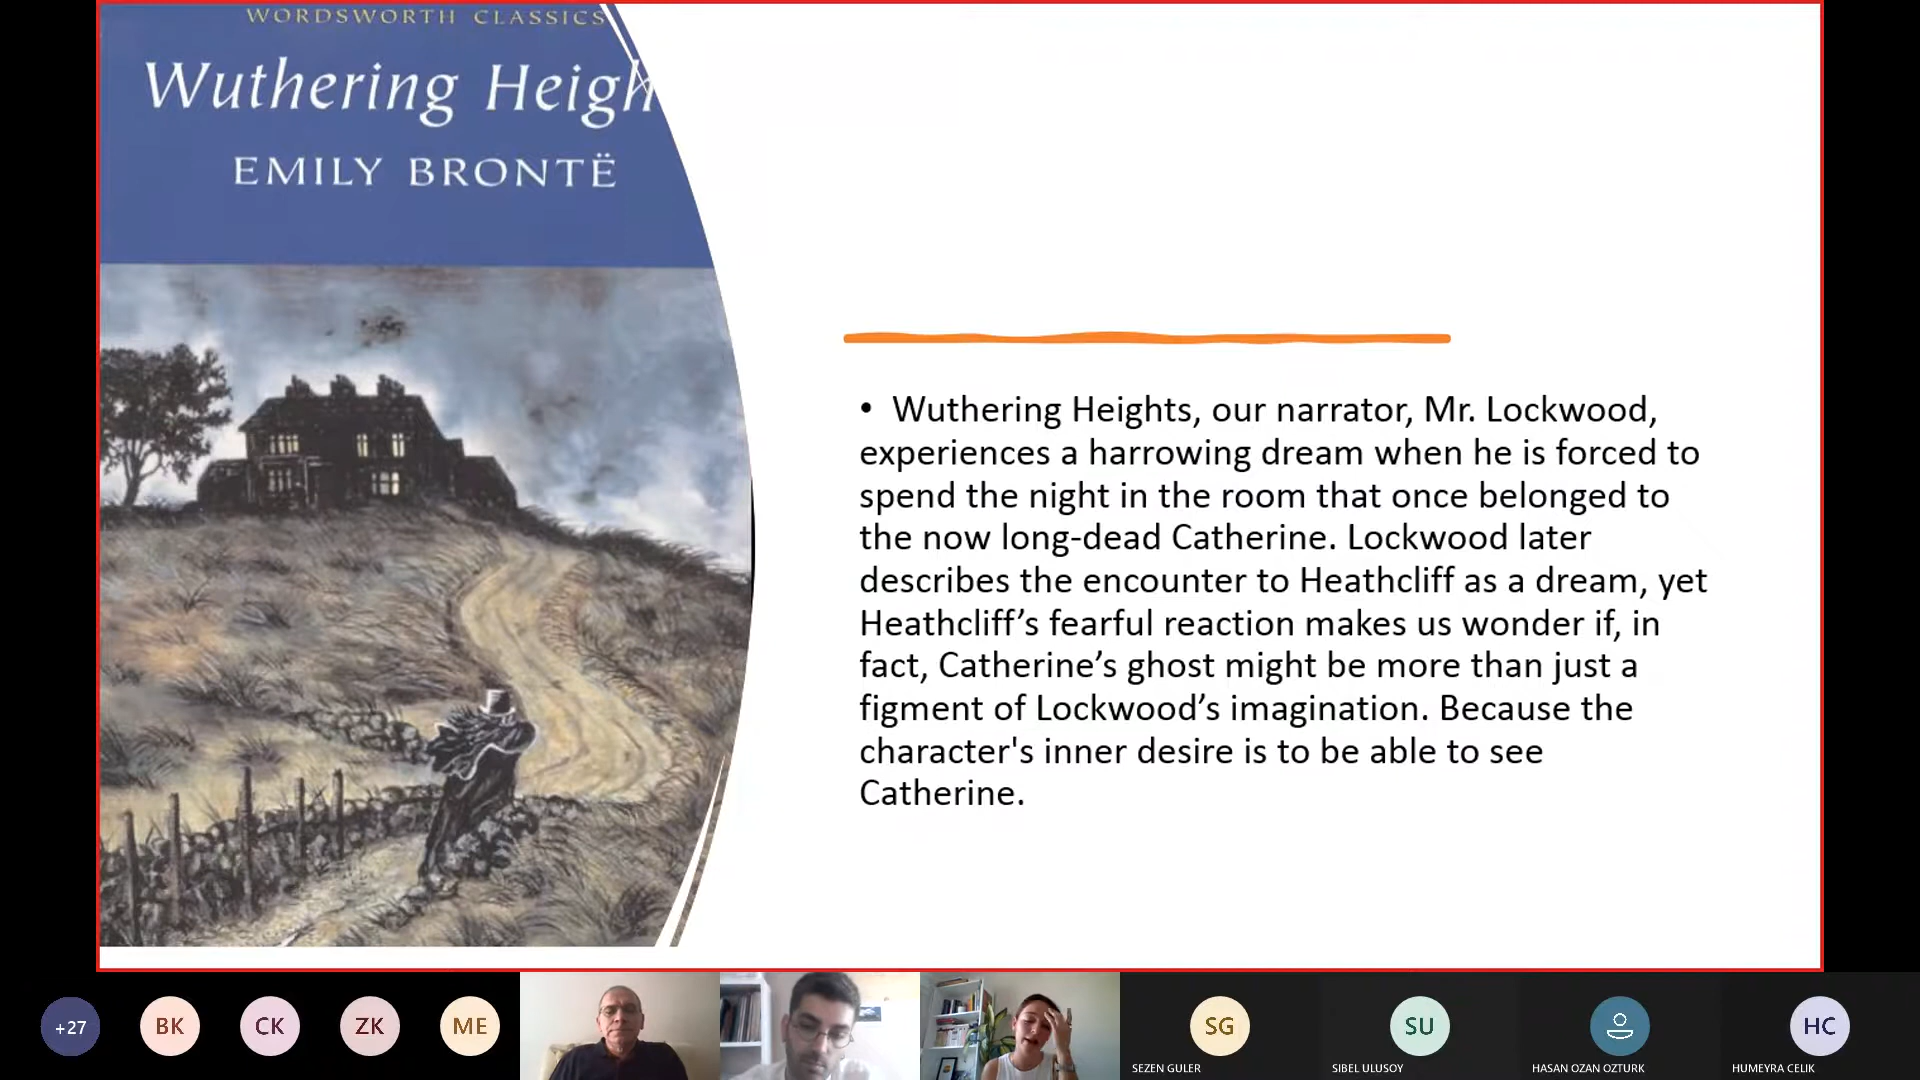 WORDSWORTH CLASSICS
Wuthering Heigh
EMILY BRONTË
• Wuthering Heights, our narrator, Mr. Lockwood,
experiences a harrowing dream when he is forced to
spend the night in the room that once belonged to
the now long-dead Catherine. Lockwood later
describes the encounter to Heathcliff as a dream, yet
Heathcliff’s fearful reaction makes us wonder if, in
fact, Catherine’s ghost might be more than just a
figment of Lockwood’s imagination. Because the
character's inner desire is to be able to see
Catherine.
+27
BK
CK
ZK
ME
SG
SU
HC
SEZEN GULER
SIBEL ULUSOY
HASAN OZAN OZTURK
HUMEYRA CELIK